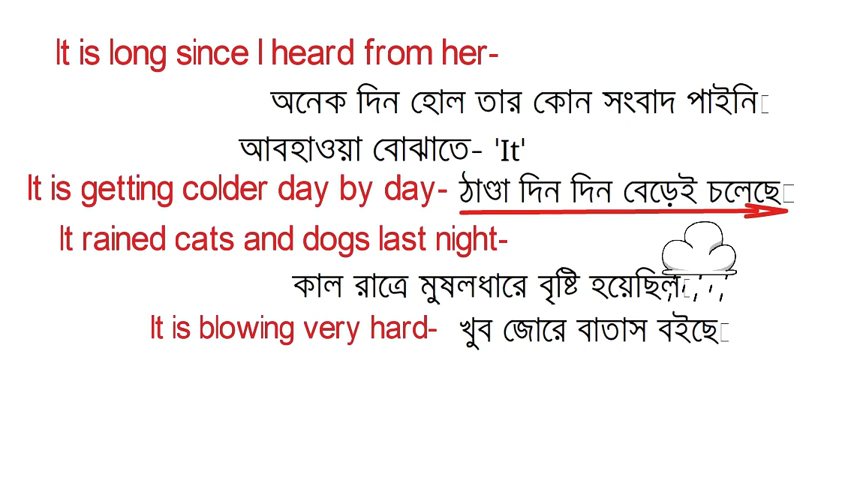 It is long since I heard from her-
অনেক দিন হোল তার কোন সংবাদ পাইনি
আবহাওয়া বোঝাতে- 'It'
It is getting colder day by day- ঠাণ্ডা দিন দিন বেড়েই চলেছে
It rained cats and dogs last night-
কাল রাত্রে মুষলধারে বৃষ্টি হয়েছিল
It is blowing very hard- খুব জোরে বাতাস বইছে